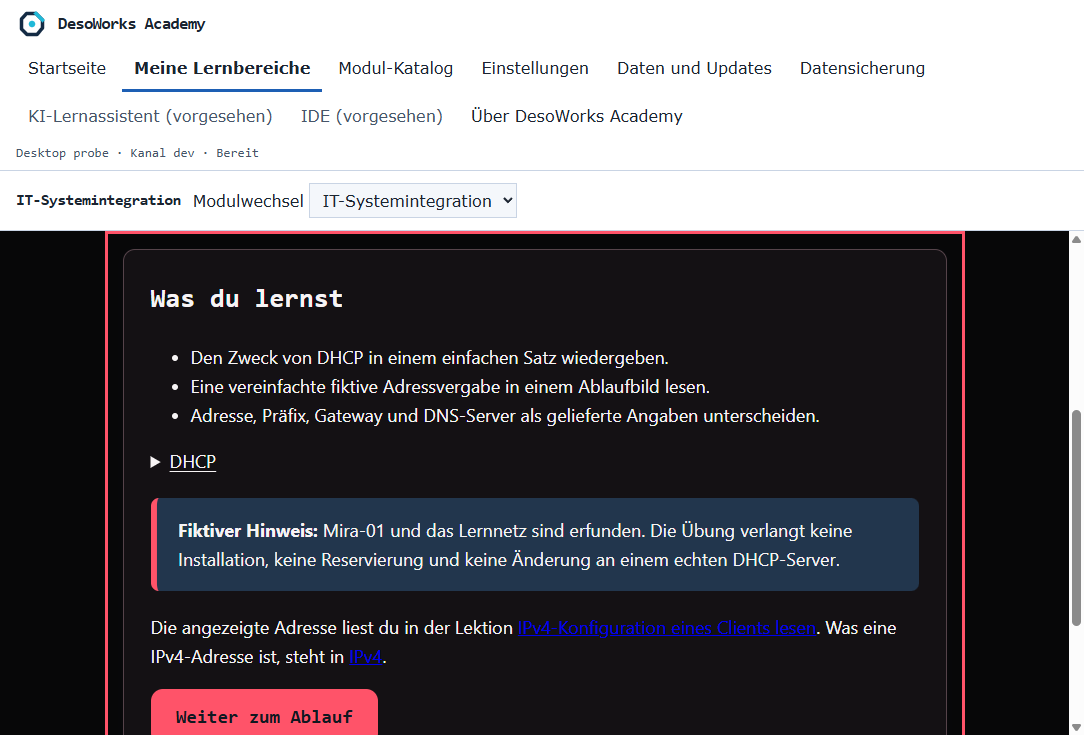 DesoWorks Academy
Startseite Meine Lernbereiche Modul-Katalog Einstellungen Daten und Updates Datensicherung
KI-Lernassistent (vorgesehen) IDE (vorgesehen) Über DesoWorks Academy
Desktop probe · Kanal dev · Bereit
IT-Systemintegration Modulwechsel IT-Systemintegration
Was du lernst
• Den Zweck von DHCP in einem einfachen Satz wiedergeben.
• Eine vereinfachte fiktive Adressvergabe in einem Ablaufbild lesen.
• Adresse, Präfix, Gateway und DNS-Server als gelieferte Angaben unterscheiden.
DHCP
Fiktiver Hinweis: Mira-01 und das Lernnetz sind erfunden. Die Übung verlangt keine
Installation, keine Reservierung und keine Änderung an einem echten DHCP-Server.
Die angezeigte Adresse liest du in der Lektion IPv4-Konfiguration eines Clients lesen. Was eine
IPv4-Adresse ist, steht in IPv4.
Weiter zum Ablauf